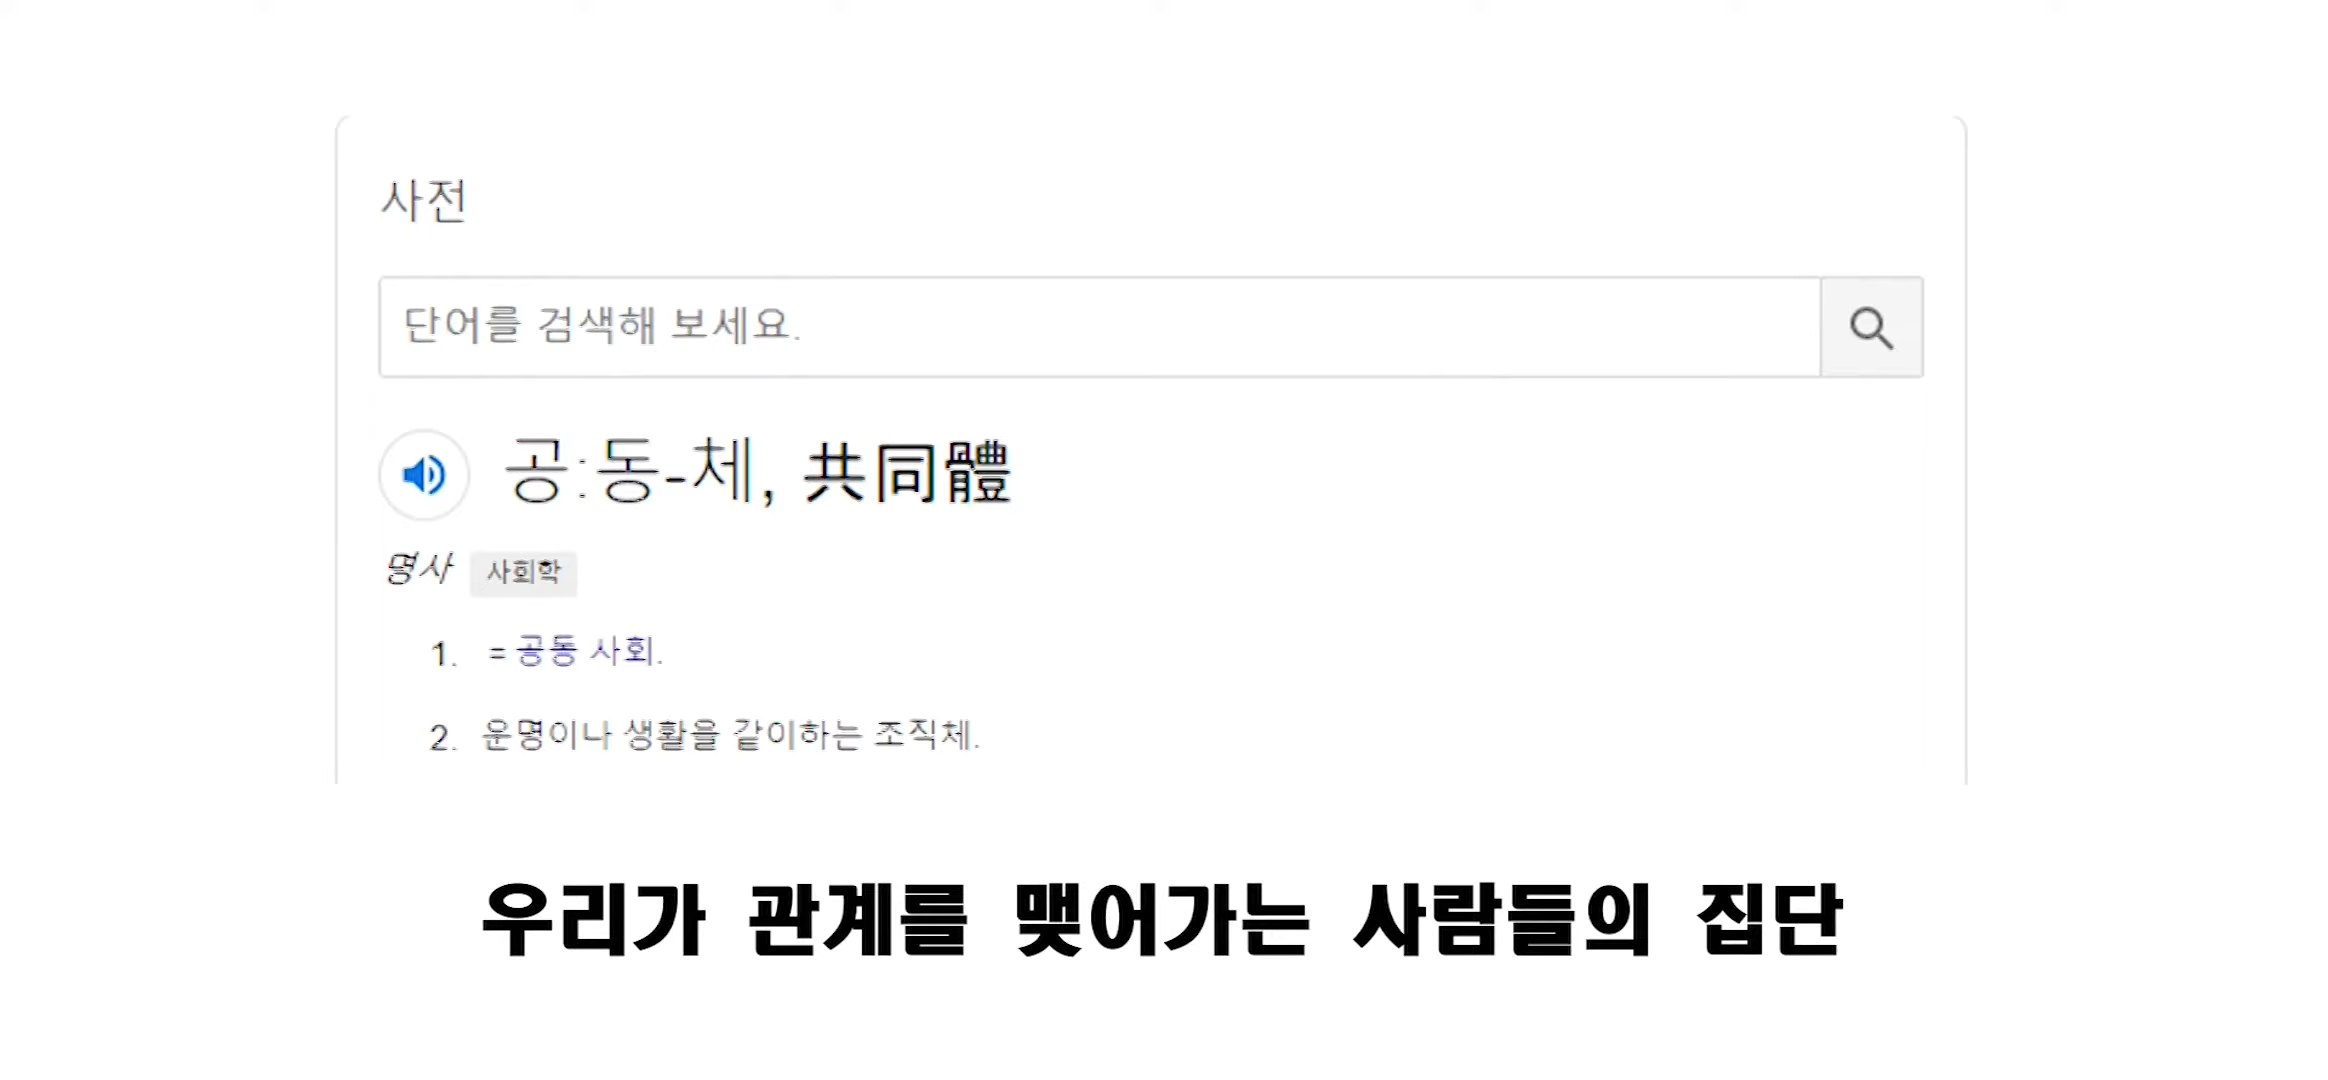 사전
단어를 검색해 보세요.
공:동-체, 共同體
명사 사회학
1. = 공동 사회.
2. 운명이나 생활을 같이하는 조직체.
우리가 관계를 맺어가는 사람들의 집단